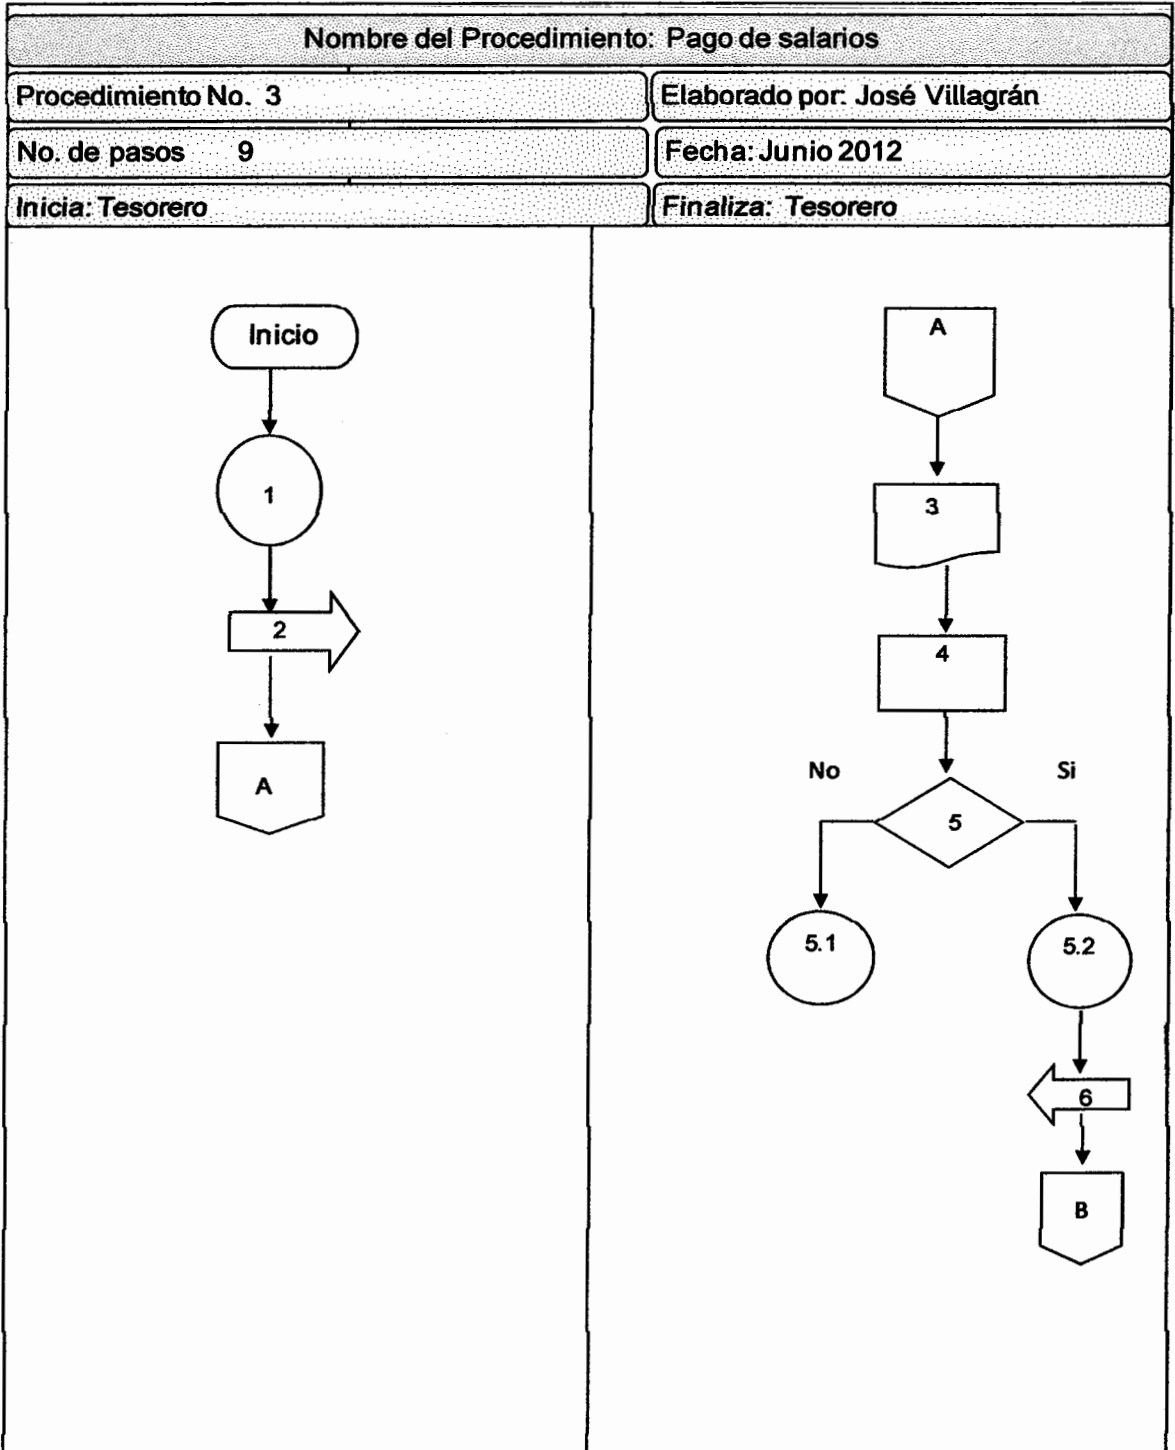 Nombre del Procedimiento: Pago de salarios
Procedimiento No. 3
Elaborado por: José Villagrán
No. de pasos 9
Fecha: Junio 2012
Inicia: Tesorero
Finaliza: Tesorero
Inicio
1
2
A
A
3
4
No
Si
5
5.1
5.2
6
B